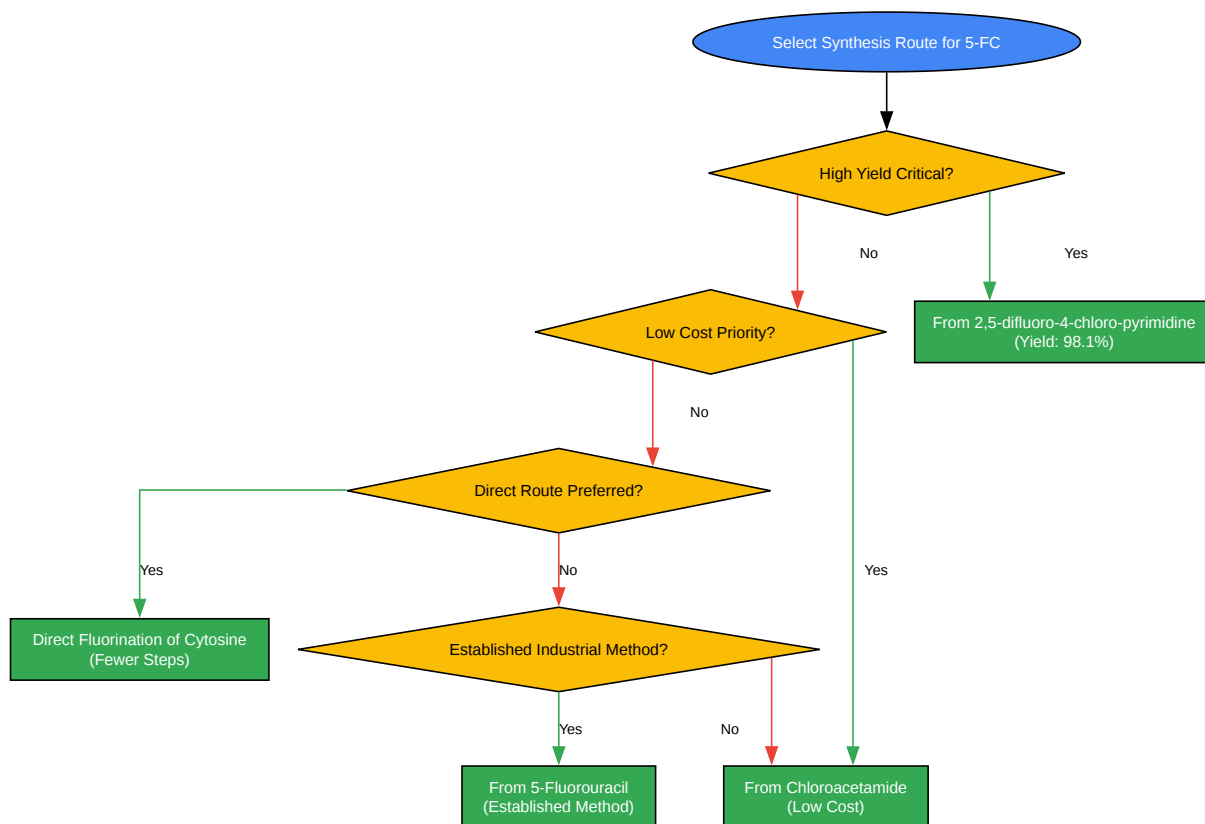 Select Synthesis Route for 5-FC
High Yield Critical?
No
Yes
Low Cost Priority?
From 2,5-difluoro-4-chloro-pyrimidine
(Yield: 98.1%)
No
Direct Route Preferred?
Yes
No
Yes
Direct Fluorination of Cytosine
(Fewer Steps)
Established Industrial Method?
Yes
No
From 5-Fluorouracil
(Established Method)
From Chloroacetamide
(Low Cost)